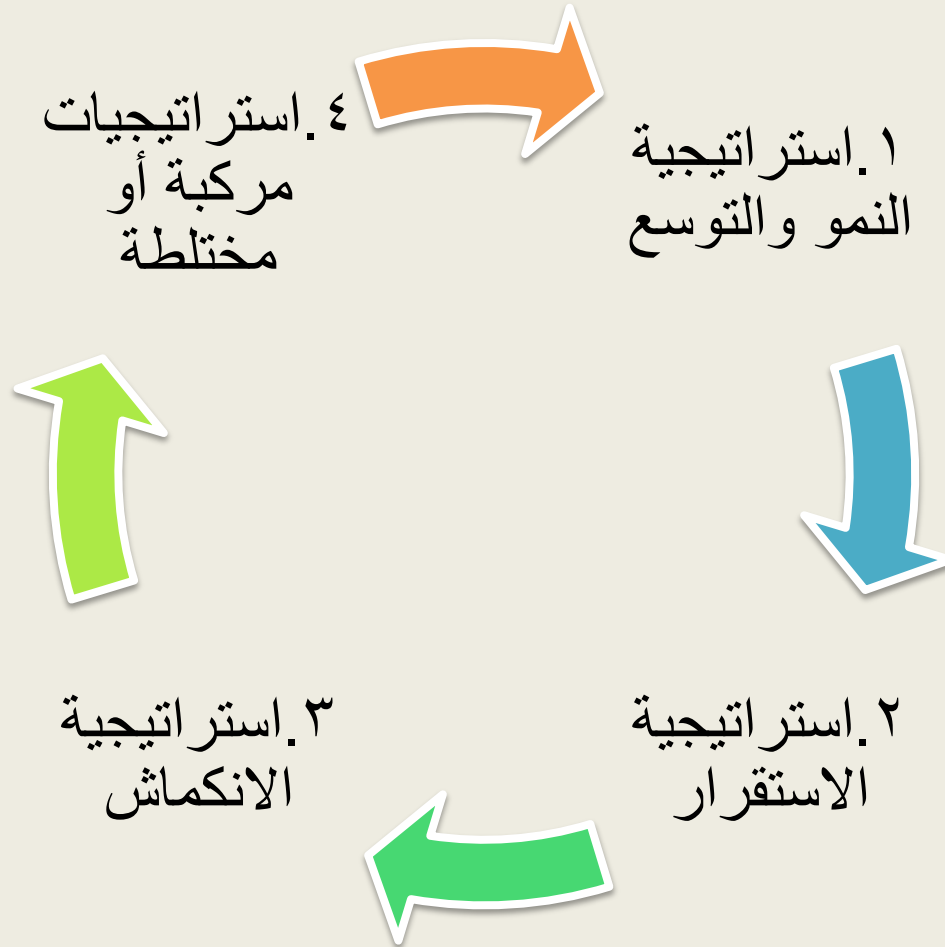 ١.استراتيجية
النمو والتوسع
٢.استراتيجية
الاستقرار
٣.استراتيجية
الانكماش
٤.استراتيجيات
مركبة أو
مختلطة